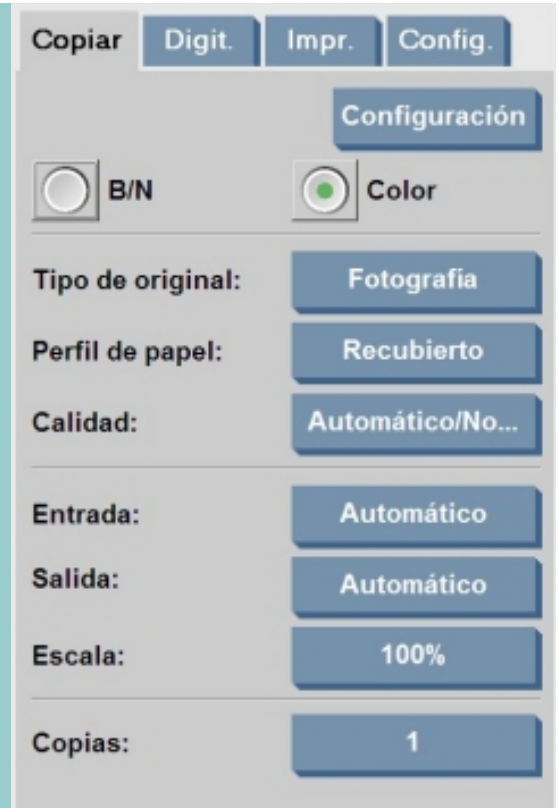 Copiar Digit. Impr. Config.
Configuración
B/N Color
Tipo de original: Fotografia
Perfil de papel: Recubierto
Calidad: Automático/No...
Entrada: Automático
Salida: Automático
Escala: 100%
Copias: 1